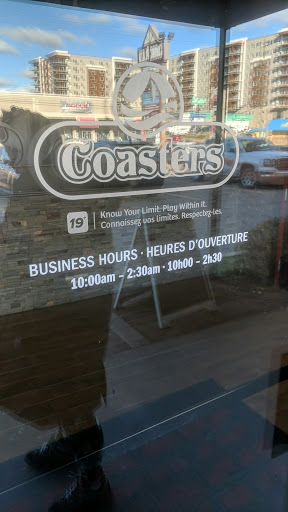 Coasters
19+ Know Your Limit. Play Within it.
Connaissez vos limites. Respectez-les.
BUSINESS HOURS · HEURES D'OUVERTURE
10:00am – 2:30am · 10h00 – 2h30